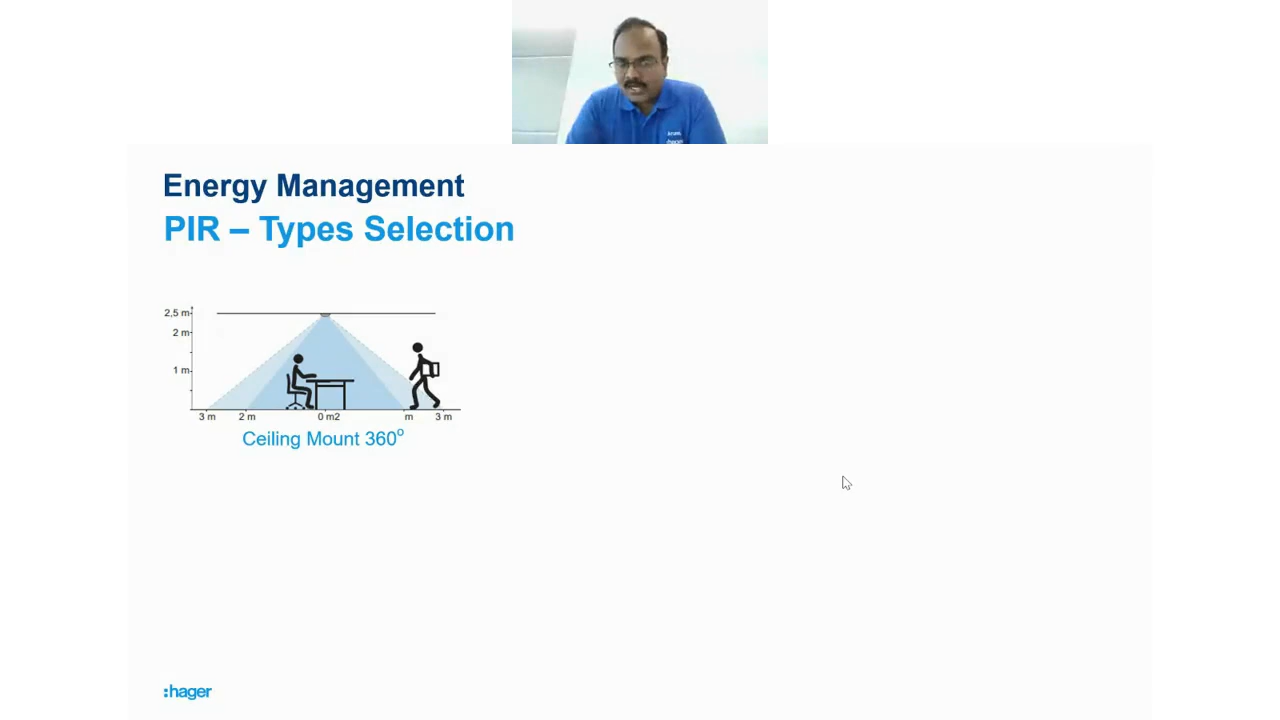 Energy Management
PIR – Types Selection
2,5 m
2 m
1 m
3 m 2 m 0 m2 m 3 m
Ceiling Mount 360°
:hager